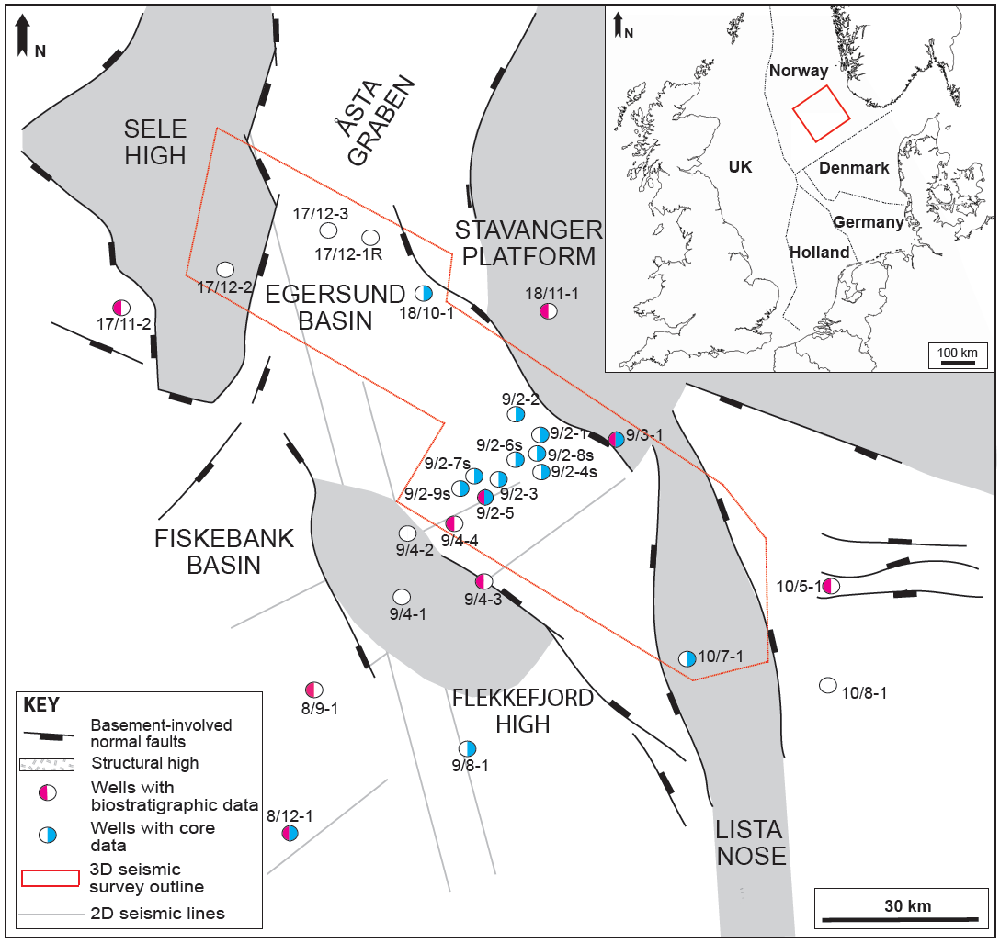 N
SELE
HIGH
ÅSTA
GRABEN
N
Norway
UK
Denmark
Germany
Holland
100 km
17/12-3
17/12-1R
17/12-2
STAVANGER
PLATFORM
EGERSUND
BASIN
18/10-1
18/11-1
17/11-2
9/2-2
9/2-1
9/3-1
9/2-6s
9/2-8s
9/2-7s
9/2-4s
9/2-9s
9/2-3
9/2-5
FISKEBANK
BASIN
9/4-2
9/4-4
9/4-3
9/4-1
10/5-1
10/7-1
10/8-1
8/9-1
FLEKKEFJORD
HIGH
9/8-1
8/12-1
LISTA
NOSE
KEY
Basement-involved
normal faults
Structural high
Wells with
biostratigraphic data
Wells with core
data
3D seismic
survey outline
2D seismic lines
30 km